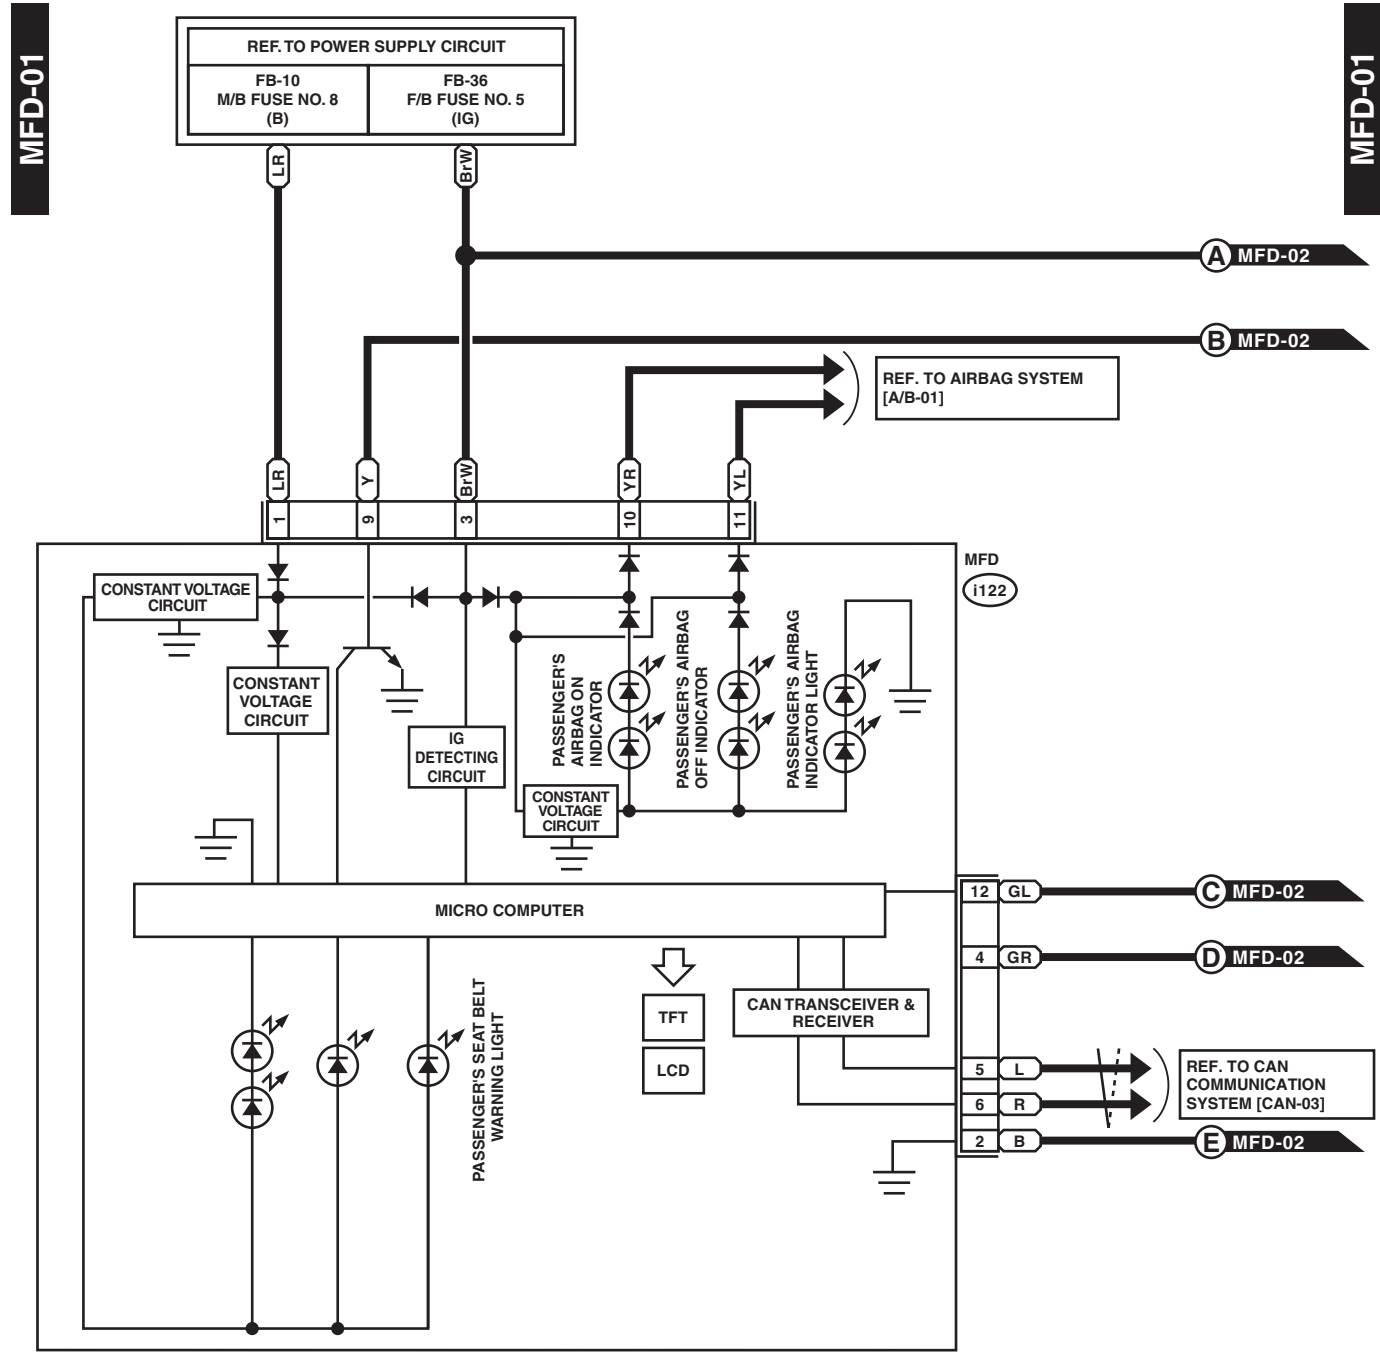 MFD-01
MFD-01
REF. TO POWER SUPPLY CIRCUIT
FB-10
M/B FUSE NO. 8
(B)
FB-36
F/B FUSE NO. 5
(IG)
LR
BrW
A MFD-02
B MFD-02
REF. TO AIRBAG SYSTEM
[A/B-01]
LR
Y
BrW
YR
YL
1
9
3
10
11
MFD
i122
CONSTANT VOLTAGE
CIRCUIT
CONSTANT
VOLTAGE
CIRCUIT
IG
DETECTING
CIRCUIT
PASSENGER'S
AIRBAG ON
INDICATOR
PASSENGER'S AIRBAG
OFF INDICATOR
PASSENGER'S AIRBAG
INDICATOR LIGHT
CONSTANT
VOLTAGE
CIRCUIT
MICRO COMPUTER
12 GL
C MFD-02
4 GR
D MFD-02
PASSENGER'S SEAT BELT
WARNING LIGHT
TFT
LCD
CAN TRANSCEIVER &
RECEIVER
5 L
6 R
REF. TO CAN
COMMUNICATION
SYSTEM [CAN-03]
2 B
E MFD-02